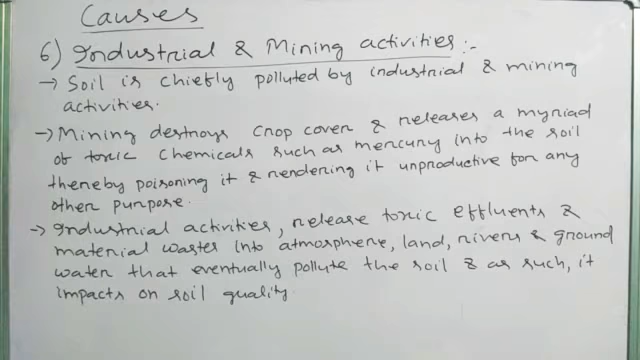 Causes
6) Industrial & Mining activities:-
→ Soil is chiefly polluted by industrial & mining
activities.
→ Mining destroys crop cover & releases a myriad
of toxic chemicals such as mercury into the soil
thereby poisoning it & rendering it unproductive for any
other purpose.
→ Industrial activities, release toxic effluents &
material wastes into atmosphere, land, rivers & ground
water that eventually pollute the soil & as such, it
impacts on soil quality.